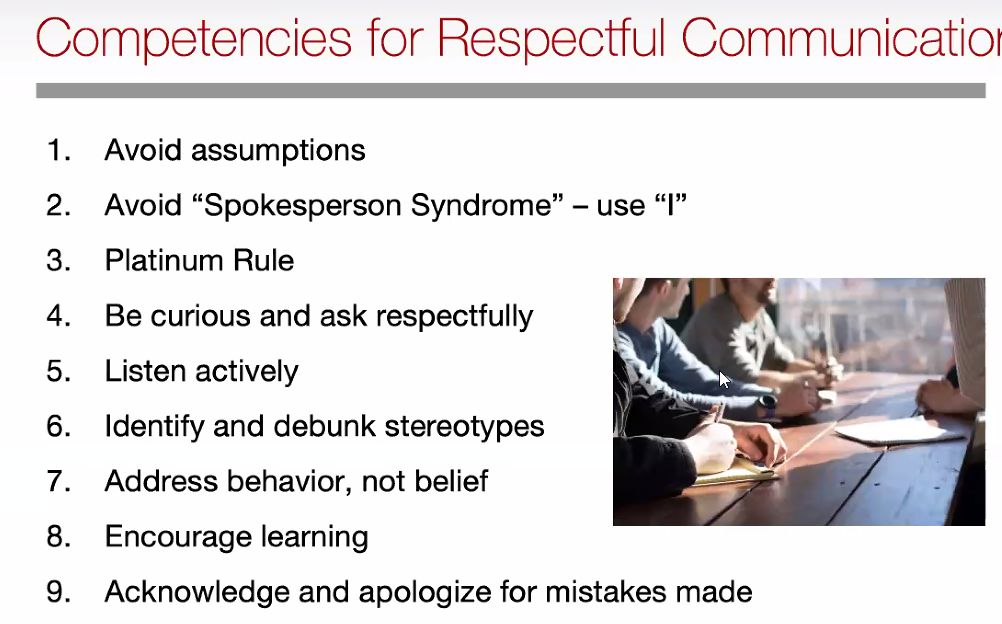 Competencies for Respectful Communication
1. Avoid assumptions
2. Avoid “Spokesperson Syndrome” – use “I”
3. Platinum Rule
4. Be curious and ask respectfully
5. Listen actively
6. Identify and debunk stereotypes
7. Address behavior, not belief
8. Encourage learning
9. Acknowledge and apologize for mistakes made